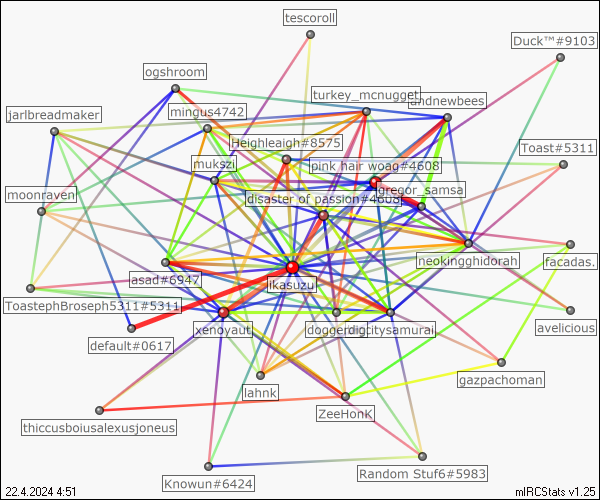 tescoroll
Duck™#9103
ogshroom
turkey_mcnugget
andnewbees
mingus4742
jarlbreadmaker
Heighleaigh#8575
Toast#5311
mukszi
pink hair woag#4608
gregor_samsa
moonraven
disaster of passion#4608
neokingghidorah
facadas.
asad#6947
ikasuzu
ToastephBroseph5311#5311
xenoyaut
citysamurai
avelicious
default#0617
gazpachoman
lahnk
ZeeHonK
thiccusboiusalexusjoneus
Random Stuf6#5983
Knowun#6424
22.4.2024 4:51
mIRCStats v1.25